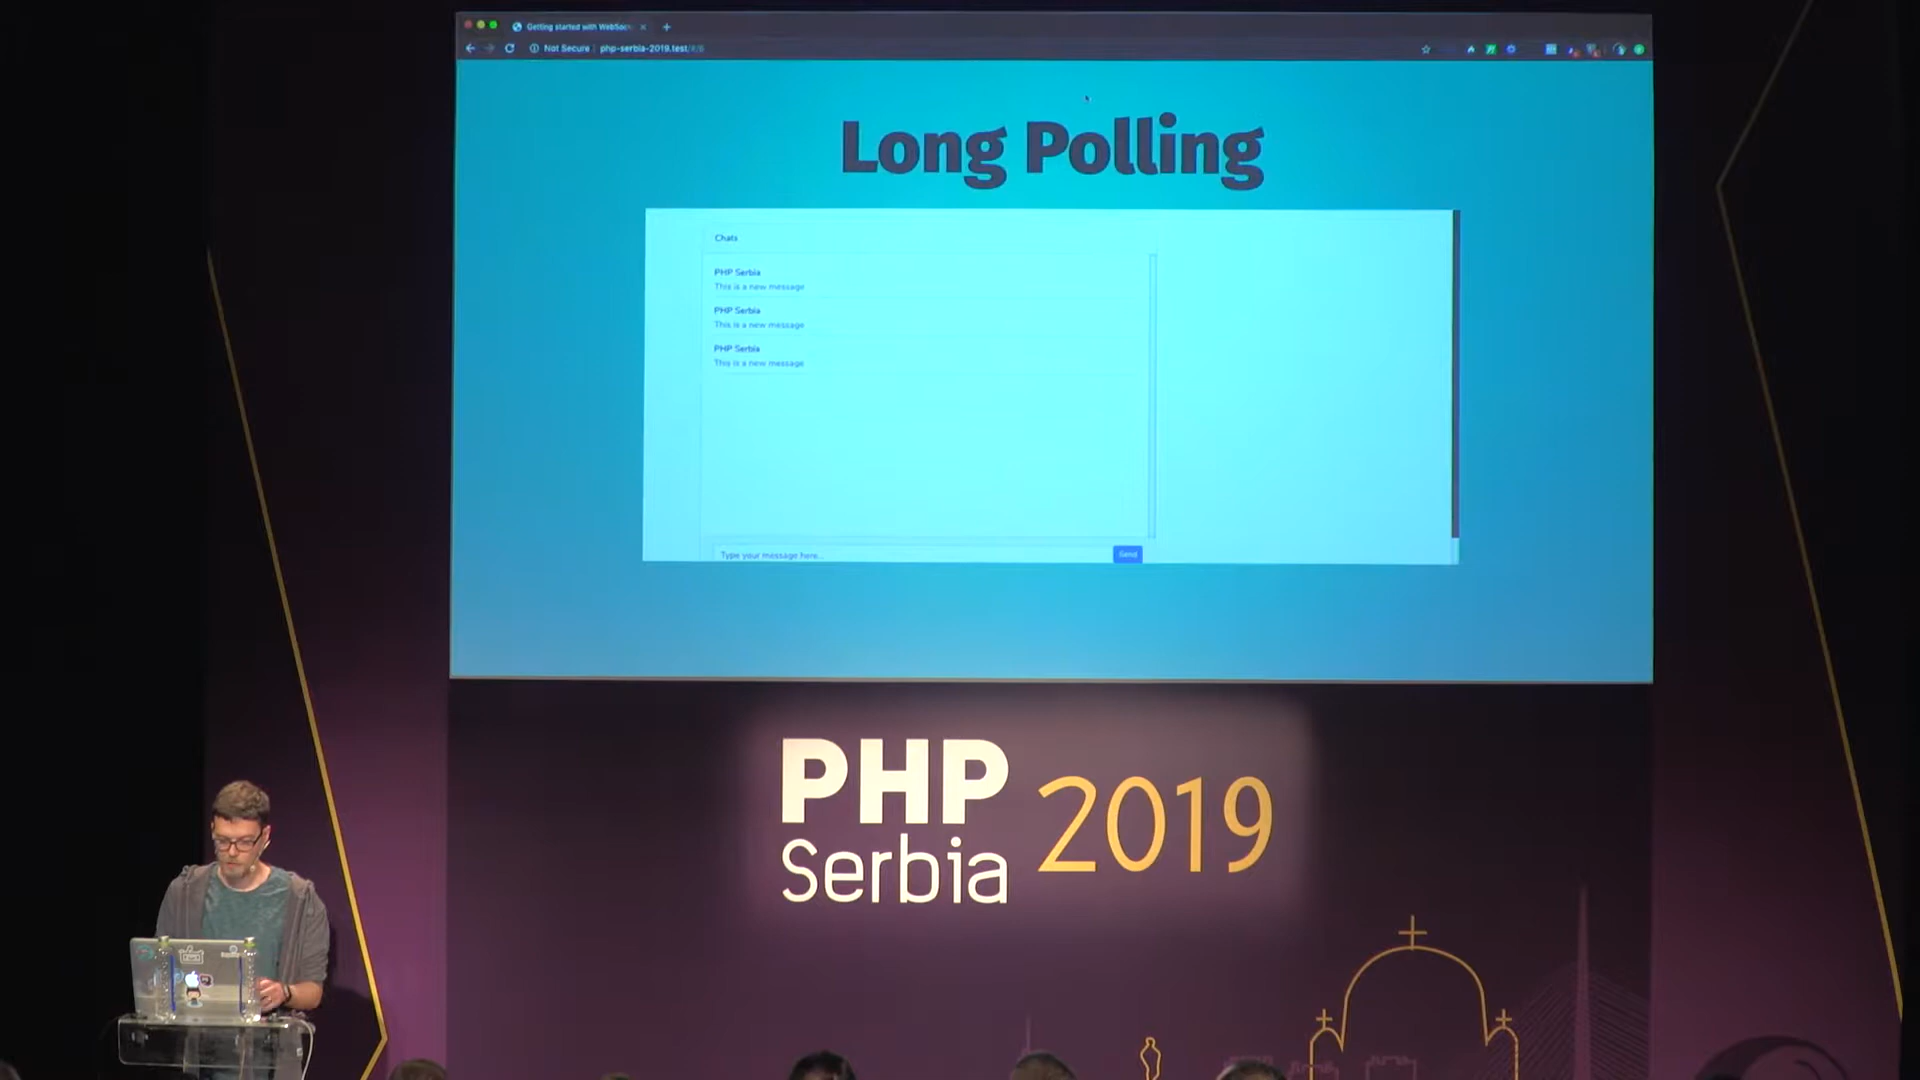 Getting started with WebSoc
Not Secure | php-serbia-2019.test/#/6
Long Polling
Chats
PHP Serbia
This is a new message
PHP Serbia
This is a new message
PHP Serbia
This is a new message
Type your message here...
Send
PHP
Serbia
2019